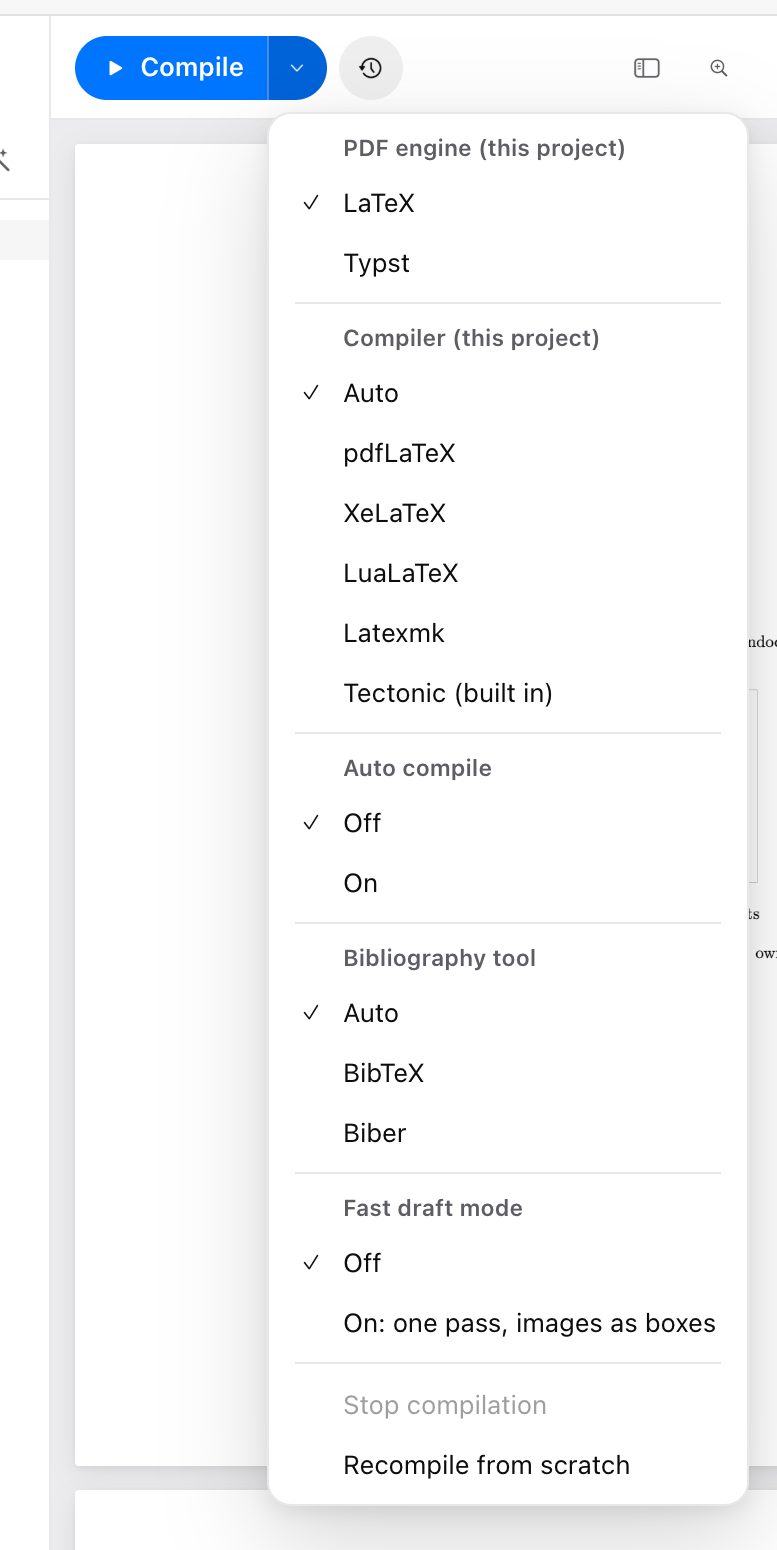 Compile
PDF engine (this project)
LaTeX
Typst
Compiler (this project)
Auto
pdfLaTeX
XeLaTeX
LuaLaTeX
Latexmk
Tectonic (built in)
Auto compile
Off
On
Bibliography tool
Auto
BibTeX
Biber
Fast draft mode
Off
On: one pass, images as boxes
Stop compilation
Recompile from scratch